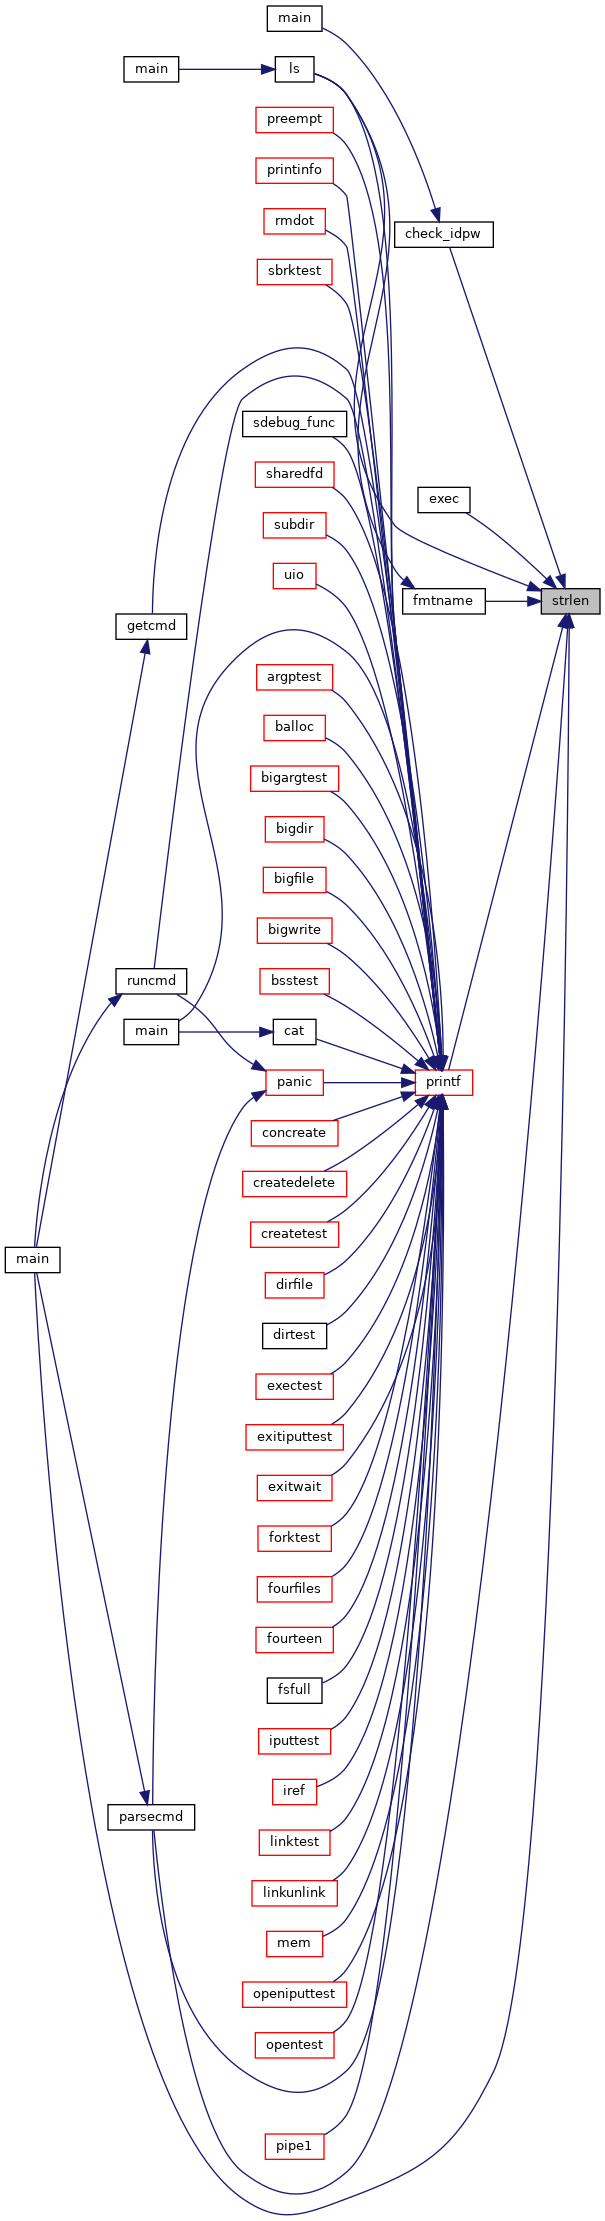 main
main
ls
preempt
printinfo
rmdot
check_idpw
sbrktest
sdebug_func
sharedfd
exec
subdir
uio
fmtname
strlen
getcmd
argptest
balloc
bigargtest
bigdir
bigfile
bigwrite
runcmd
bsstest
main
cat
panic
printf
concreate
createdelete
createtest
main
dirfile
dirtest
exectest
exitiputtest
exitwait
forktest
fourfiles
fourteen
fsfull
iputtest
iref
parsecmd
linktest
linkunlink
mem
openiputtest
opentest
pipe1